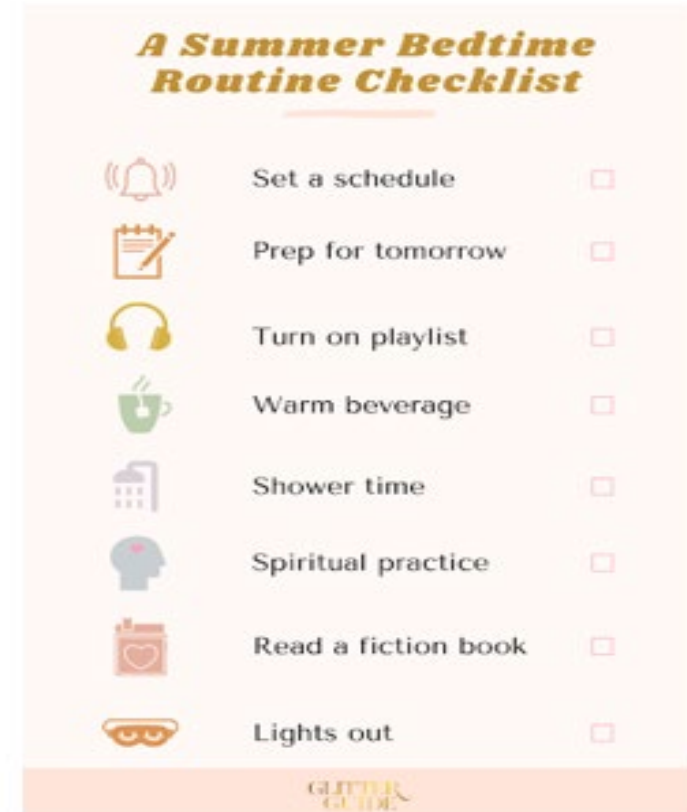 A Summer Bedtime
Routine Checklist
Set a schedule
Prep for tomorrow
Turn on playlist
Warm beverage
Shower time
Spiritual practice
Read a fiction book
Lights out
GLITTER
GUIDE